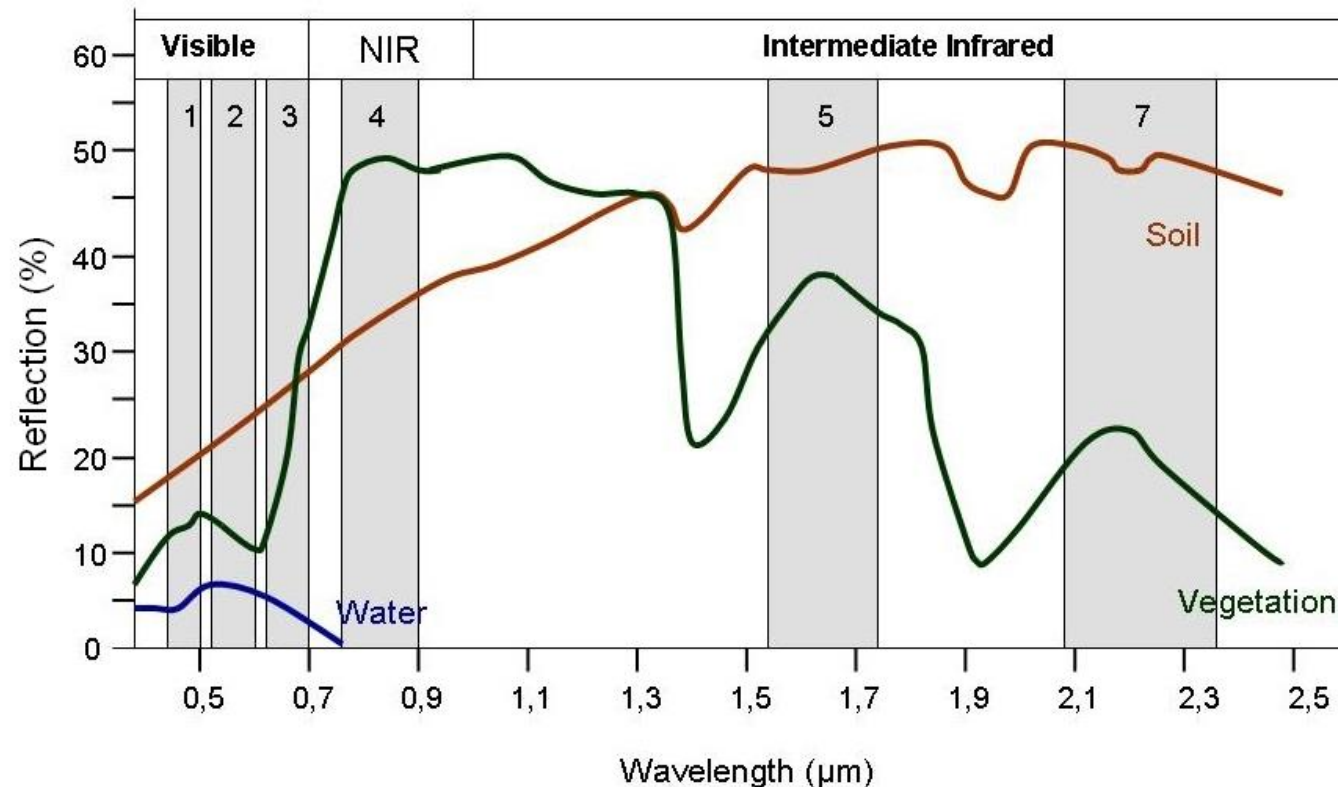 Visible NIR Intermediate Infrared
60
1 2 3 4 5 7
50
Soil
40
Reflection (%)
30
20
10
Vegetation
Water
0
0,5 0,7 0,9 1,1 1,3 1,5 1,7 1,9 2,1 2,3 2,5
Wavelength (µm)